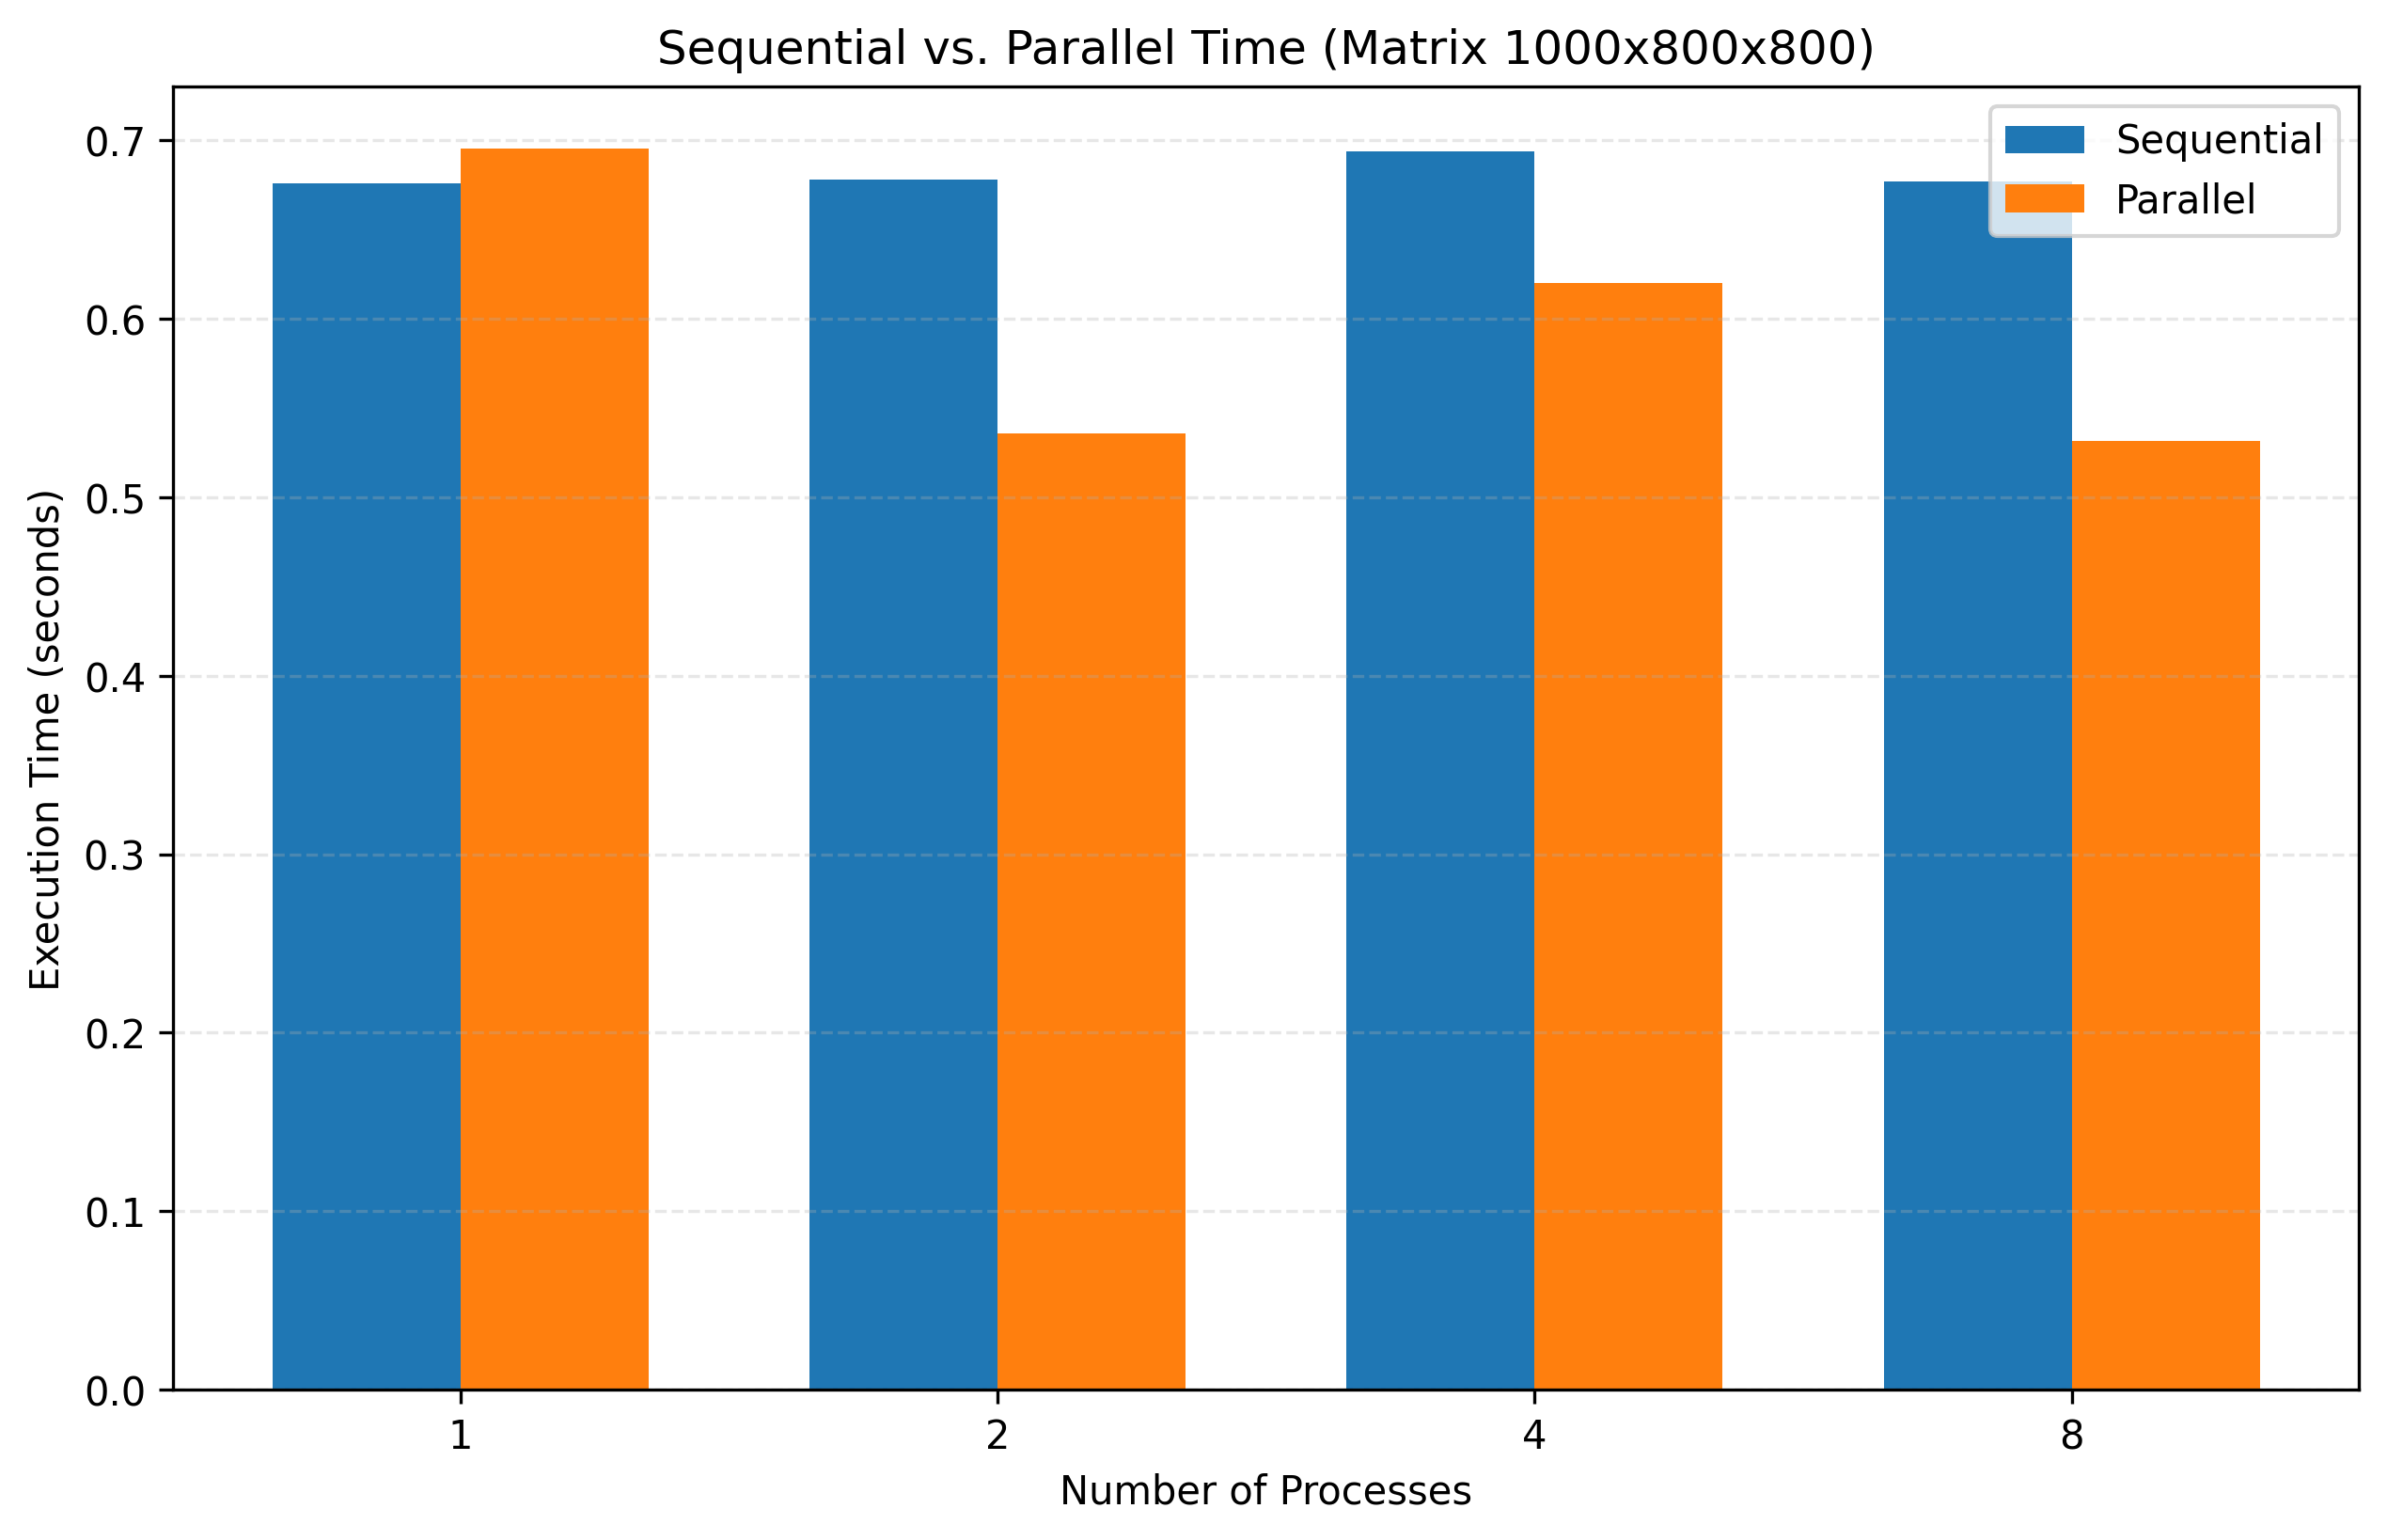 Sequential vs. Parallel Time (Matrix 1000x800x800)
Sequential
Parallel
Execution Time (seconds)
0.7
0.6
0.5
0.4
0.3
0.2
0.1
0.0
1 2 4 8
Number of Processes